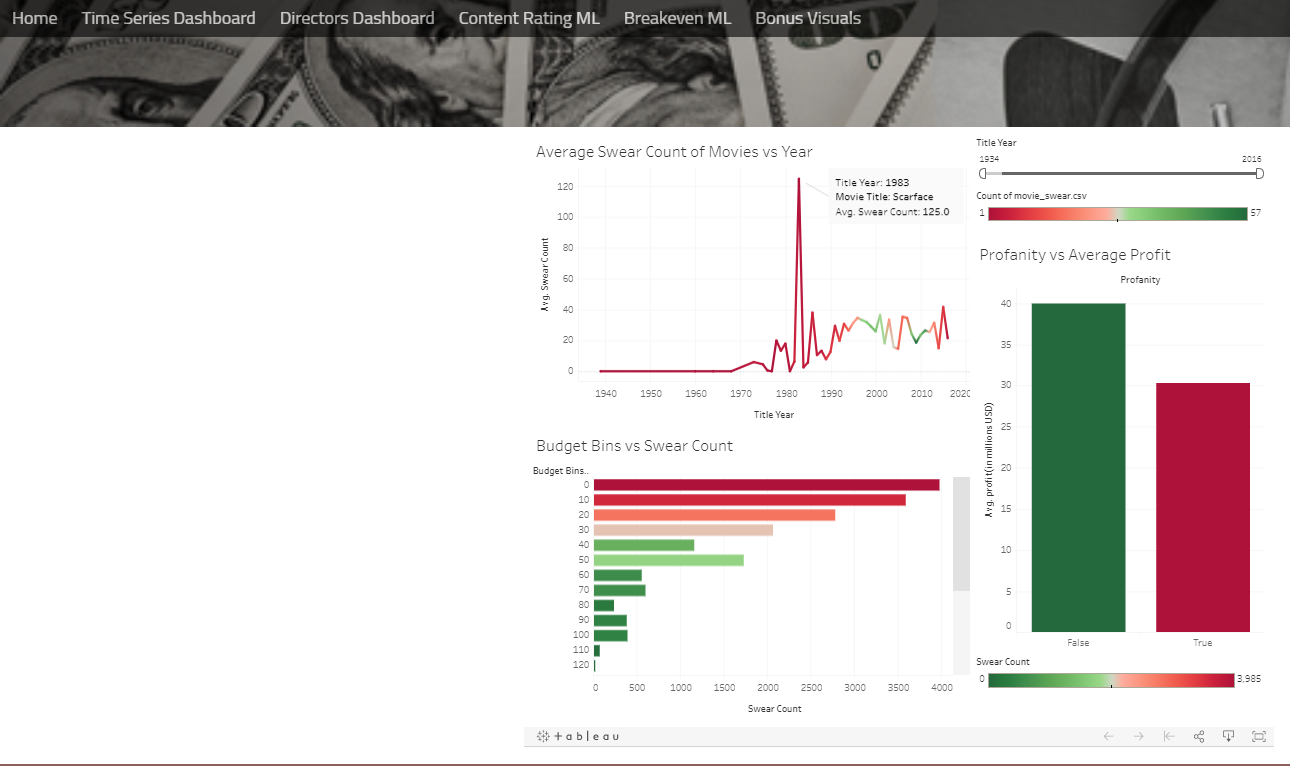 Home Time Series Dashboard Directors Dashboard Content Rating ML Breakeven ML Bonus Visuals
Average Swear Count of Movies vs Year
Title Year: 1983
Movie Title: Scarface
Avg. Swear Count: 125.0
120
100
80
60
40
20
0
Avg. Swear Count
1940 1950 1960 1970 1980 1990 2000 2010 2020
Title Year
Budget Bins vs Swear Count
Budget Bins..
0
10
20
30
40
50
60
70
80
90
100
110
120
0 500 1000 1500 2000 2500 3000 3500 4000
Swear Count
Title Year
1934 2016
Count of movie_swear.csv
1 57
Profanity vs Average Profit
Profanity
40
35
30
25
20
15
10
5
0
Avg. profit(in millions USD)
False True
Swear Count
0 3,985
+ableau